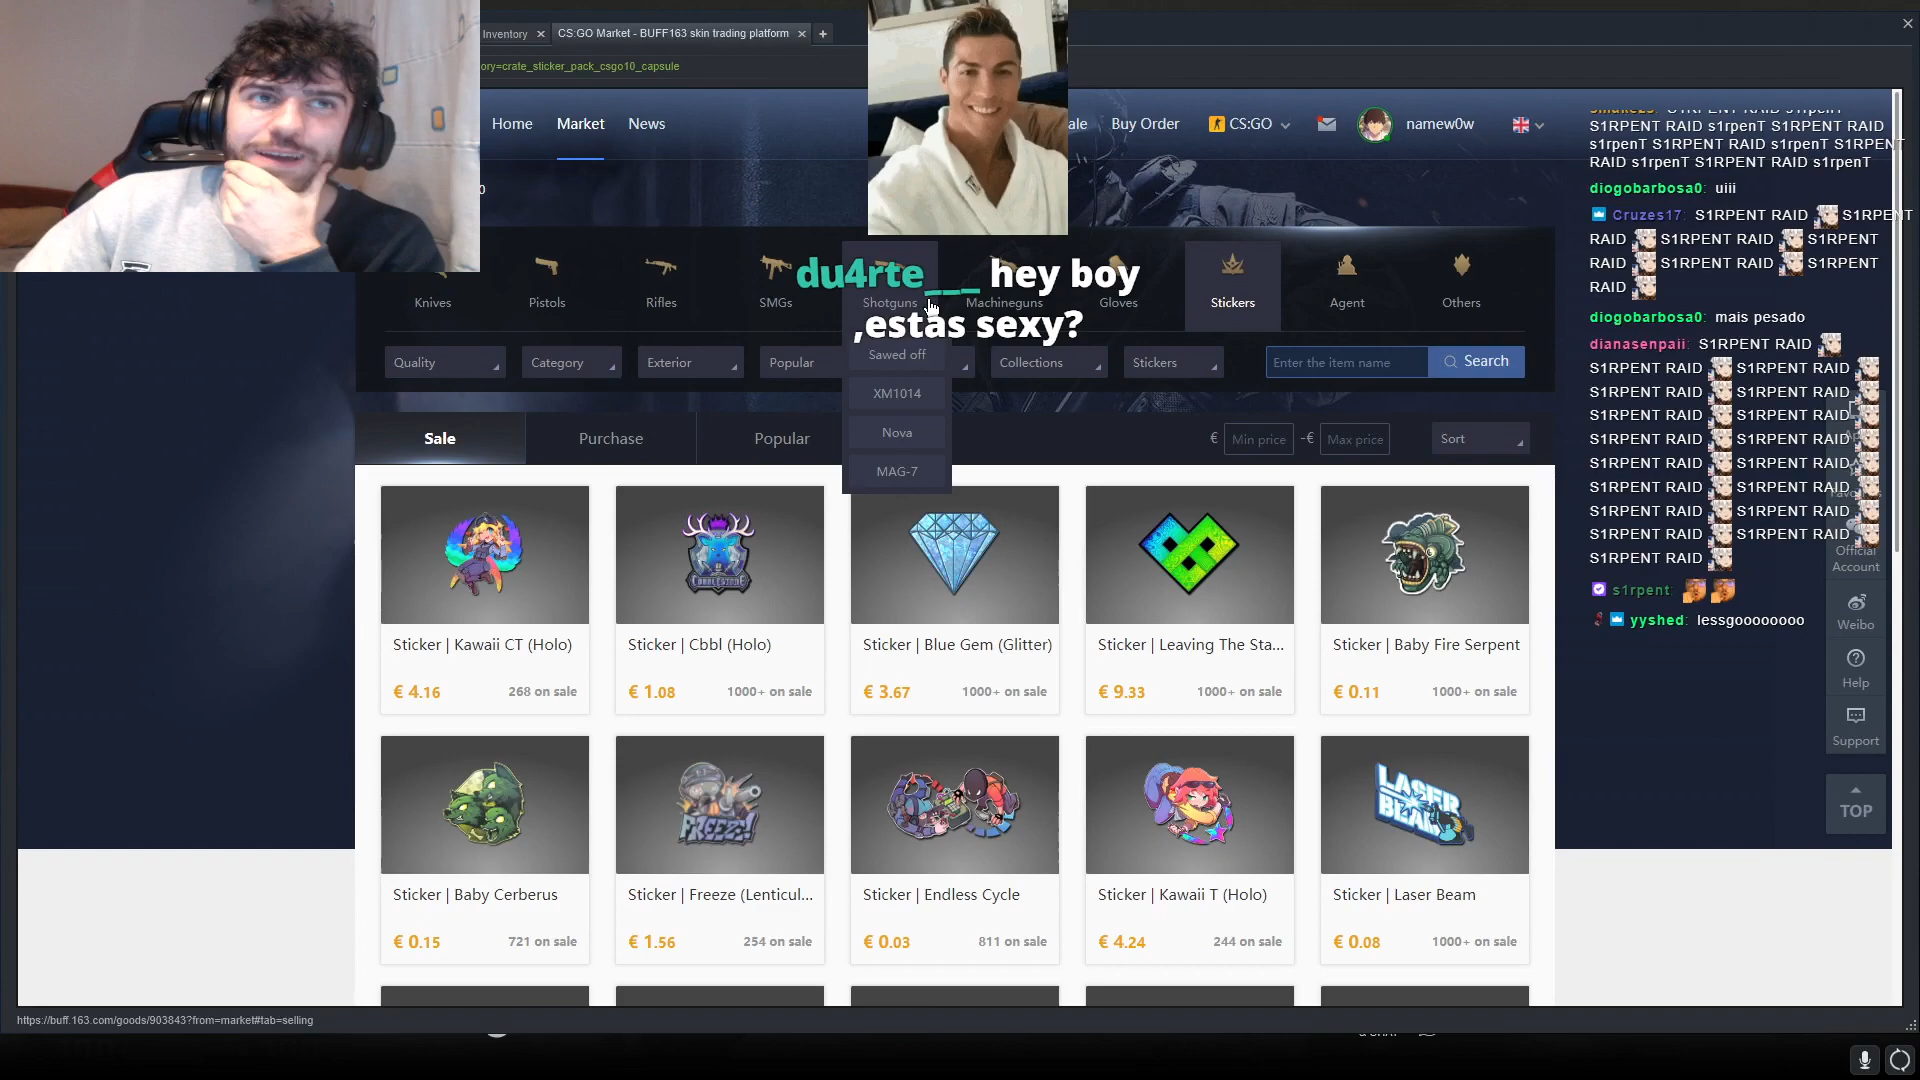 Inventory
CS:GO Market - BUFF163 skin trading platform
ory=crate_sticker_pack_csgo10_capsule
Home Market News
ale Buy Order CS:GO namew0w
0
du4rte___ hey boy
,estas sexy?
Knives Pistols Rifles SMGs Shotguns Machineguns Gloves Stickers Agent Others
Quality Category Exterior Popular Collections Stickers Enter the item name Search
Sawed off
XM1014
Nova
MAG-7
Sale Purchase Popular € Min price -€ Max price Sort
Sticker | Kawaii CT (Holo)
€ 4.16 268 on sale
COBBLESTONE
Sticker | Cbbl (Holo)
€ 1.08 1000+ on sale
Sticker | Blue Gem (Glitter)
€ 3.67 1000+ on sale
Sticker | Leaving The Sta...
€ 9.33 1000+ on sale
Sticker | Baby Fire Serpent
€ 0.11 1000+ on sale
Sticker | Baby Cerberus
€ 0.15 721 on sale
FREEZE!
Sticker | Freeze (Lenticul...
€ 1.56 254 on sale
Sticker | Endless Cycle
€ 0.03 811 on sale
Sticker | Kawaii T (Holo)
€ 4.24 244 on sale
LASER
BEAM
Sticker | Laser Beam
€ 0.08 1000+ on sale
S1RPENT RAID s1rpenT S1RPENT RAID
s1rpenT S1RPENT RAID s1rpenT S1RPENT
RAID s1rpenT S1RPENT RAID s1rpenT
diogobarbosa0: uiii
Cruzes17: S1RPENT RAID S1RPENT
RAID S1RPENT RAID S1RPENT
RAID S1RPENT RAID S1RPENT
RAID
diogobarbosa0: mais pesado
dianasenpaii: S1RPENT RAID
S1RPENT RAID S1RPENT RAID
S1RPENT RAID S1RPENT RAID
S1RPENT RAID S1RPENT RAID
S1RPENT RAID S1RPENT RAID
S1RPENT RAID S1RPENT RAID
S1RPENT RAID S1RPENT RAID
S1RPENT RAID S1RPENT RAID
S1RPENT RAID S1RPENT RAID
S1RPENT RAID
s1rpent:
yyshed: lessgoooooooo
Official
Account
Weibo
Help
Support
TOP
https://buff.163.com/goods/903843?from=market#tab=selling